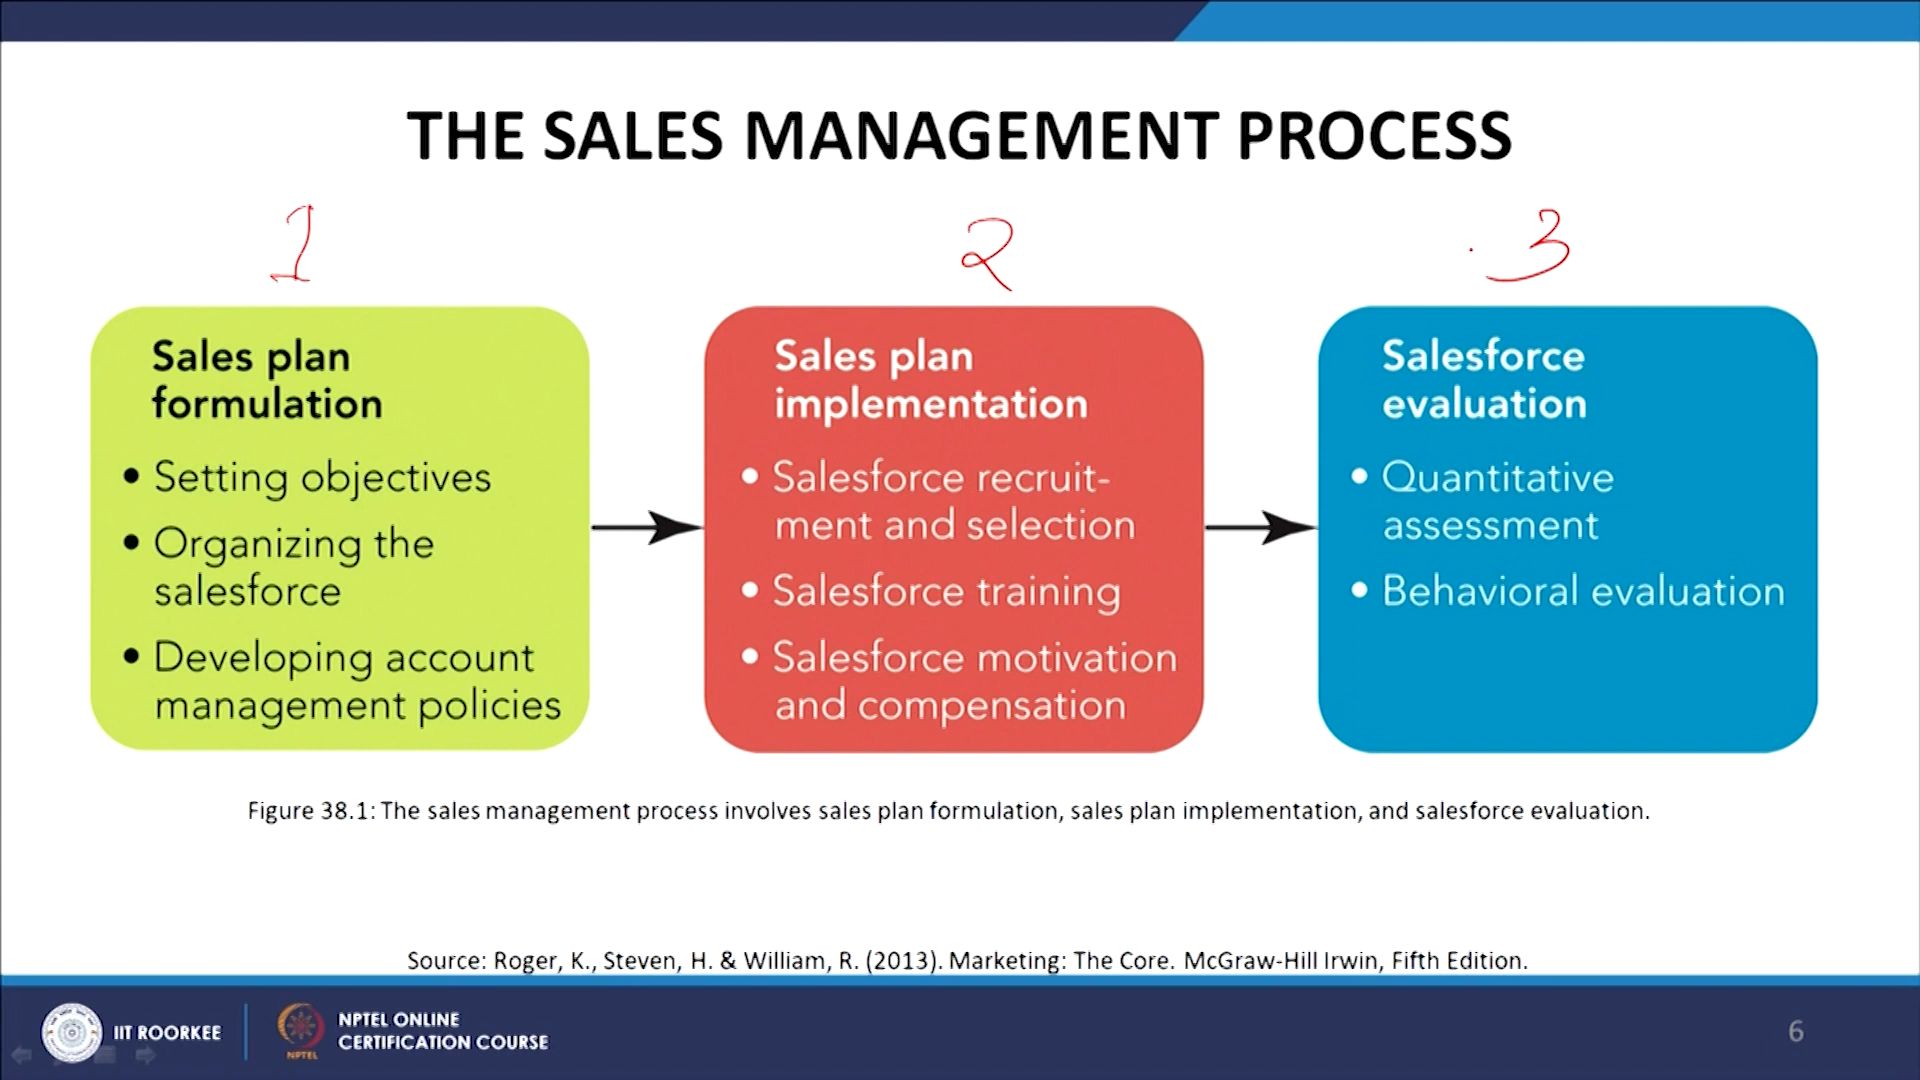 THE SALES MANAGEMENT PROCESS
1
2
3
Sales plan
formulation
• Setting objectives
• Organizing the
salesforce
• Developing account
management policies
Sales plan
implementation
• Salesforce recruit-
ment and selection
• Salesforce training
• Salesforce motivation
and compensation
Salesforce
evaluation
• Quantitative
assessment
• Behavioral evaluation
Figure 38.1: The sales management process involves sales plan formulation, sales plan implementation, and salesforce evaluation.
Source: Roger, K., Steven, H. & William, R. (2013). Marketing: The Core. McGraw-Hill Irwin, Fifth Edition.
IIT ROORKEE
NPTEL
NPTEL ONLINE
CERTIFICATION COURSE
6